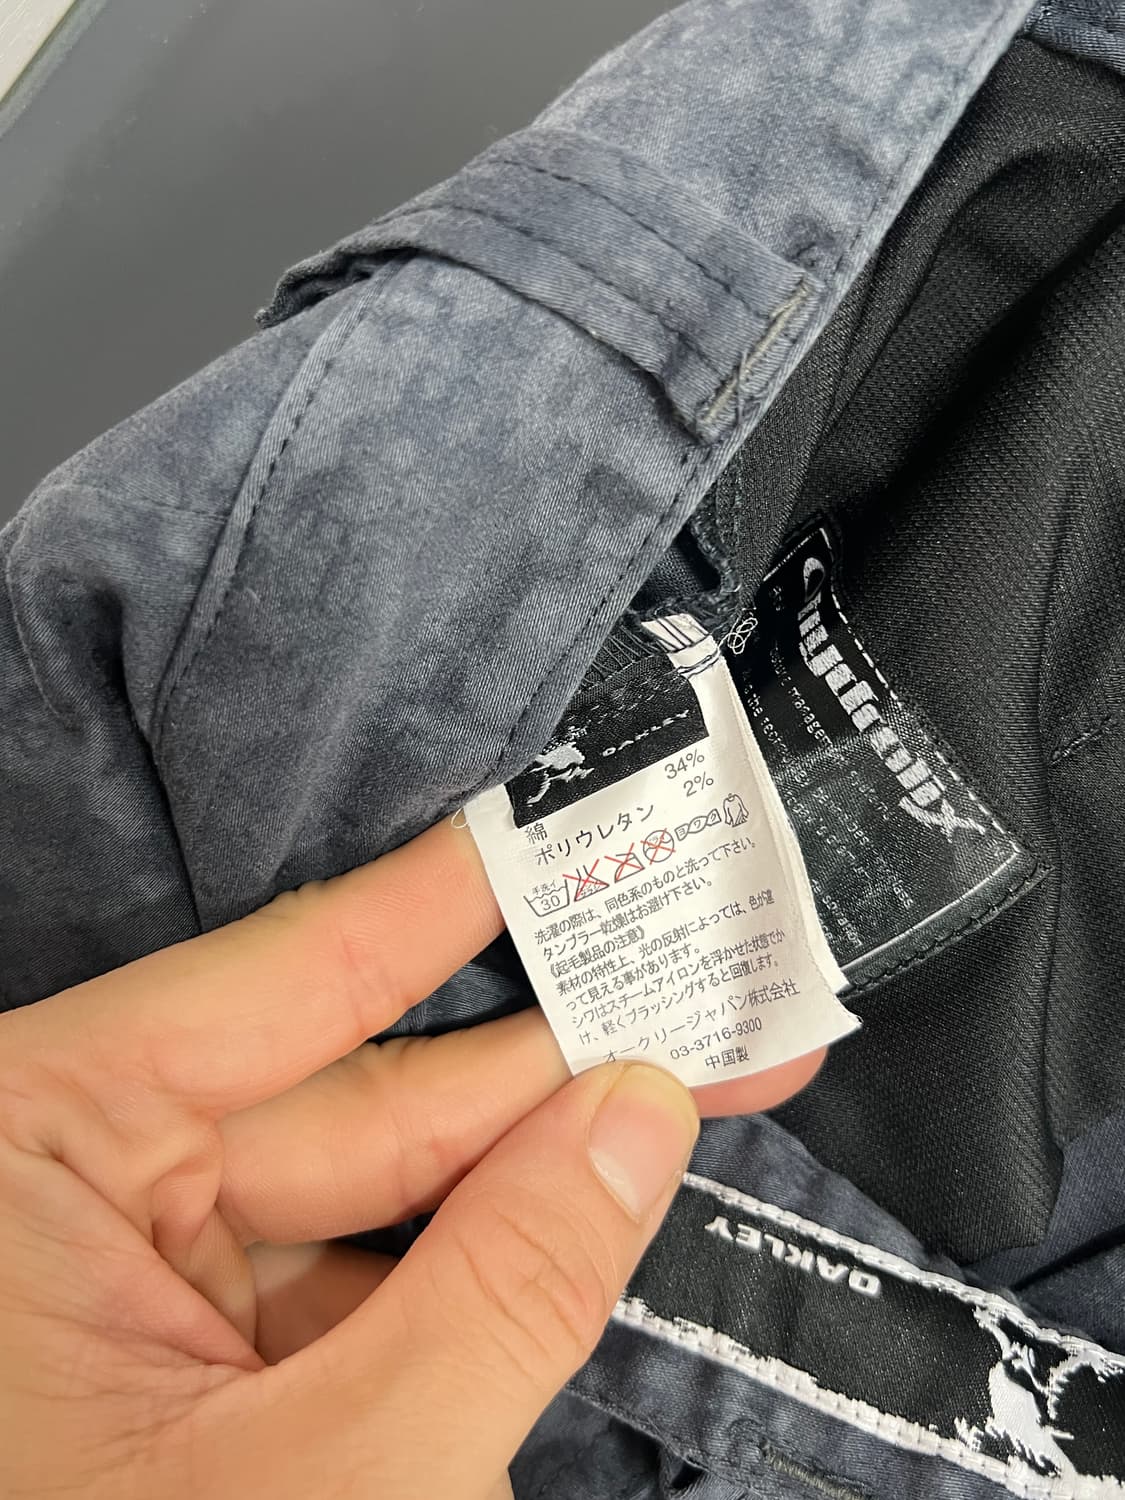 OAKLEY
34%
綿
2%
ポリウレタン
手洗イ
30
洗濯の際は、同色系のものと洗って下さい。
タンブラー乾燥はお避け下さい。
《起毛製品の注意》
素材の特性上、光の反射によっては、色が違
って見える事があります。
シワはスチームアイロンを浮かせた状態でか
け、軽くブラッシングすると回復します。
オークリージャパン株式会社
03-3716-9300
中国製
Hydrolix
OAKLEY